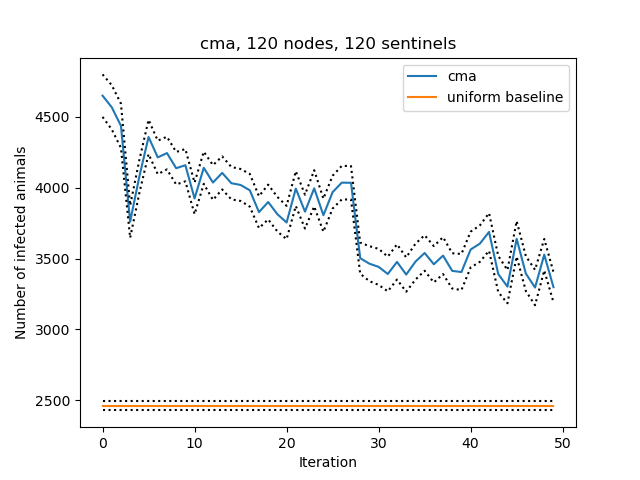 cma, 120 nodes, 120 sentinels
cma
uniform baseline
4500
4000
3500
3000
2500
Number of infected animals
0 10 20 30 40 50
Iteration